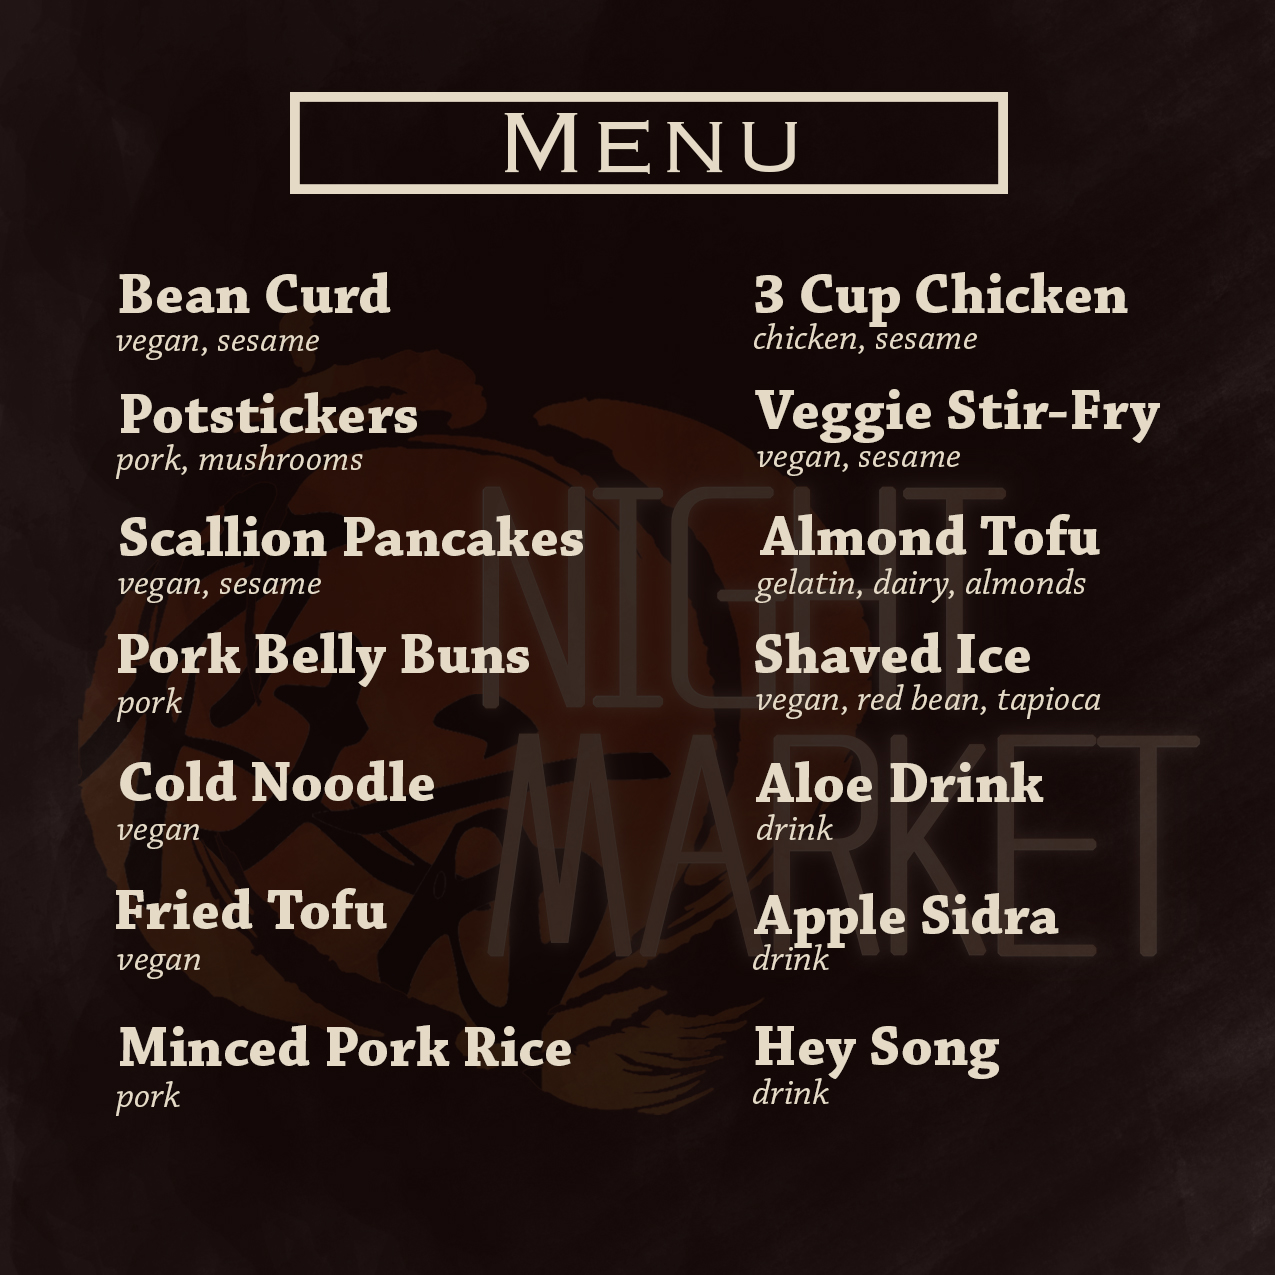 MENU
Bean Curd
vegan, sesame
Potstickers
pork, mushrooms
Scallion Pancakes
vegan, sesame
Pork Belly Buns
pork
Cold Noodle
vegan
Fried Tofu
vegan
Minced Pork Rice
pork
3 Cup Chicken
chicken, sesame
Veggie Stir-Fry
vegan, sesame
Almond Tofu
gelatin, dairy, almonds
Shaved Ice
vegan, red bean, tapioca
Aloe Drink
drink
Apple Sidra
drink
Hey Song
drink
NIGHT
MARKET